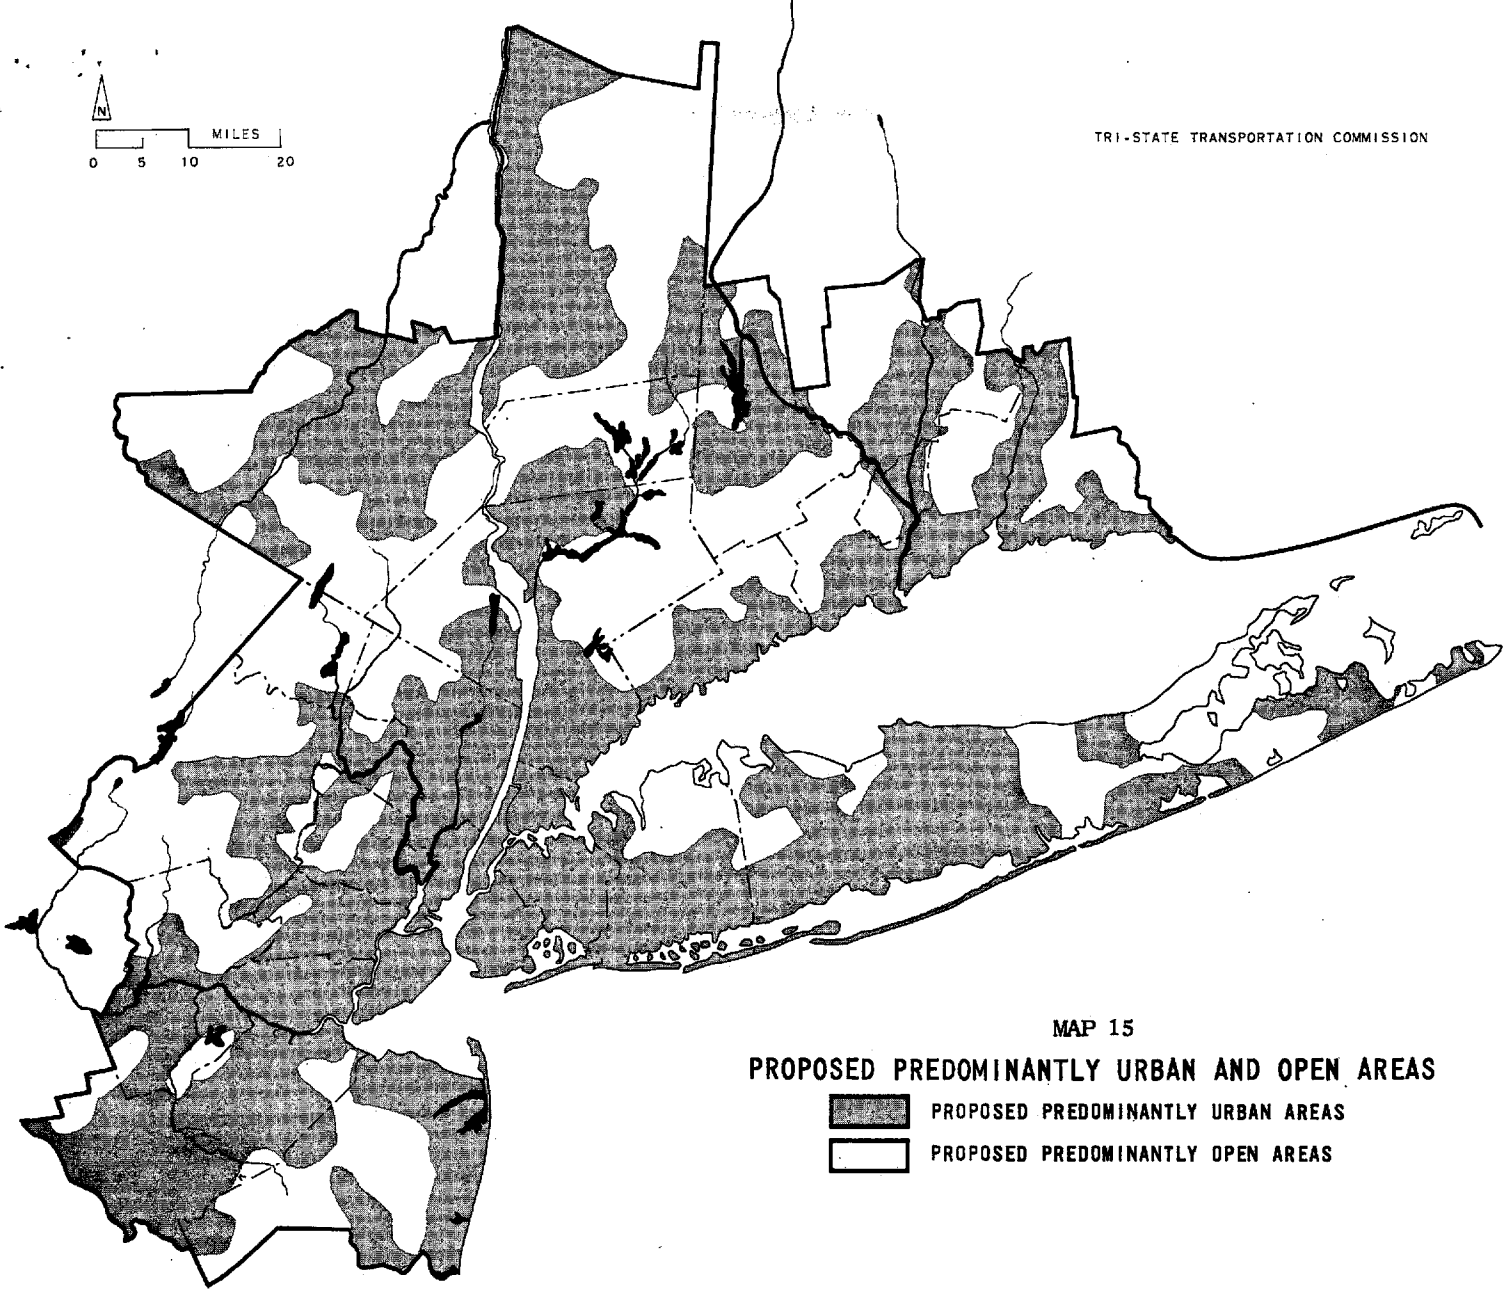 N
MILES
0 5 10 20
TRI-STATE TRANSPORTATION COMMISSION
MAP 15
PROPOSED PREDOMINANTLY URBAN AND OPEN AREAS
PROPOSED PREDOMINANTLY URBAN AREAS
PROPOSED PREDOMINANTLY OPEN AREAS